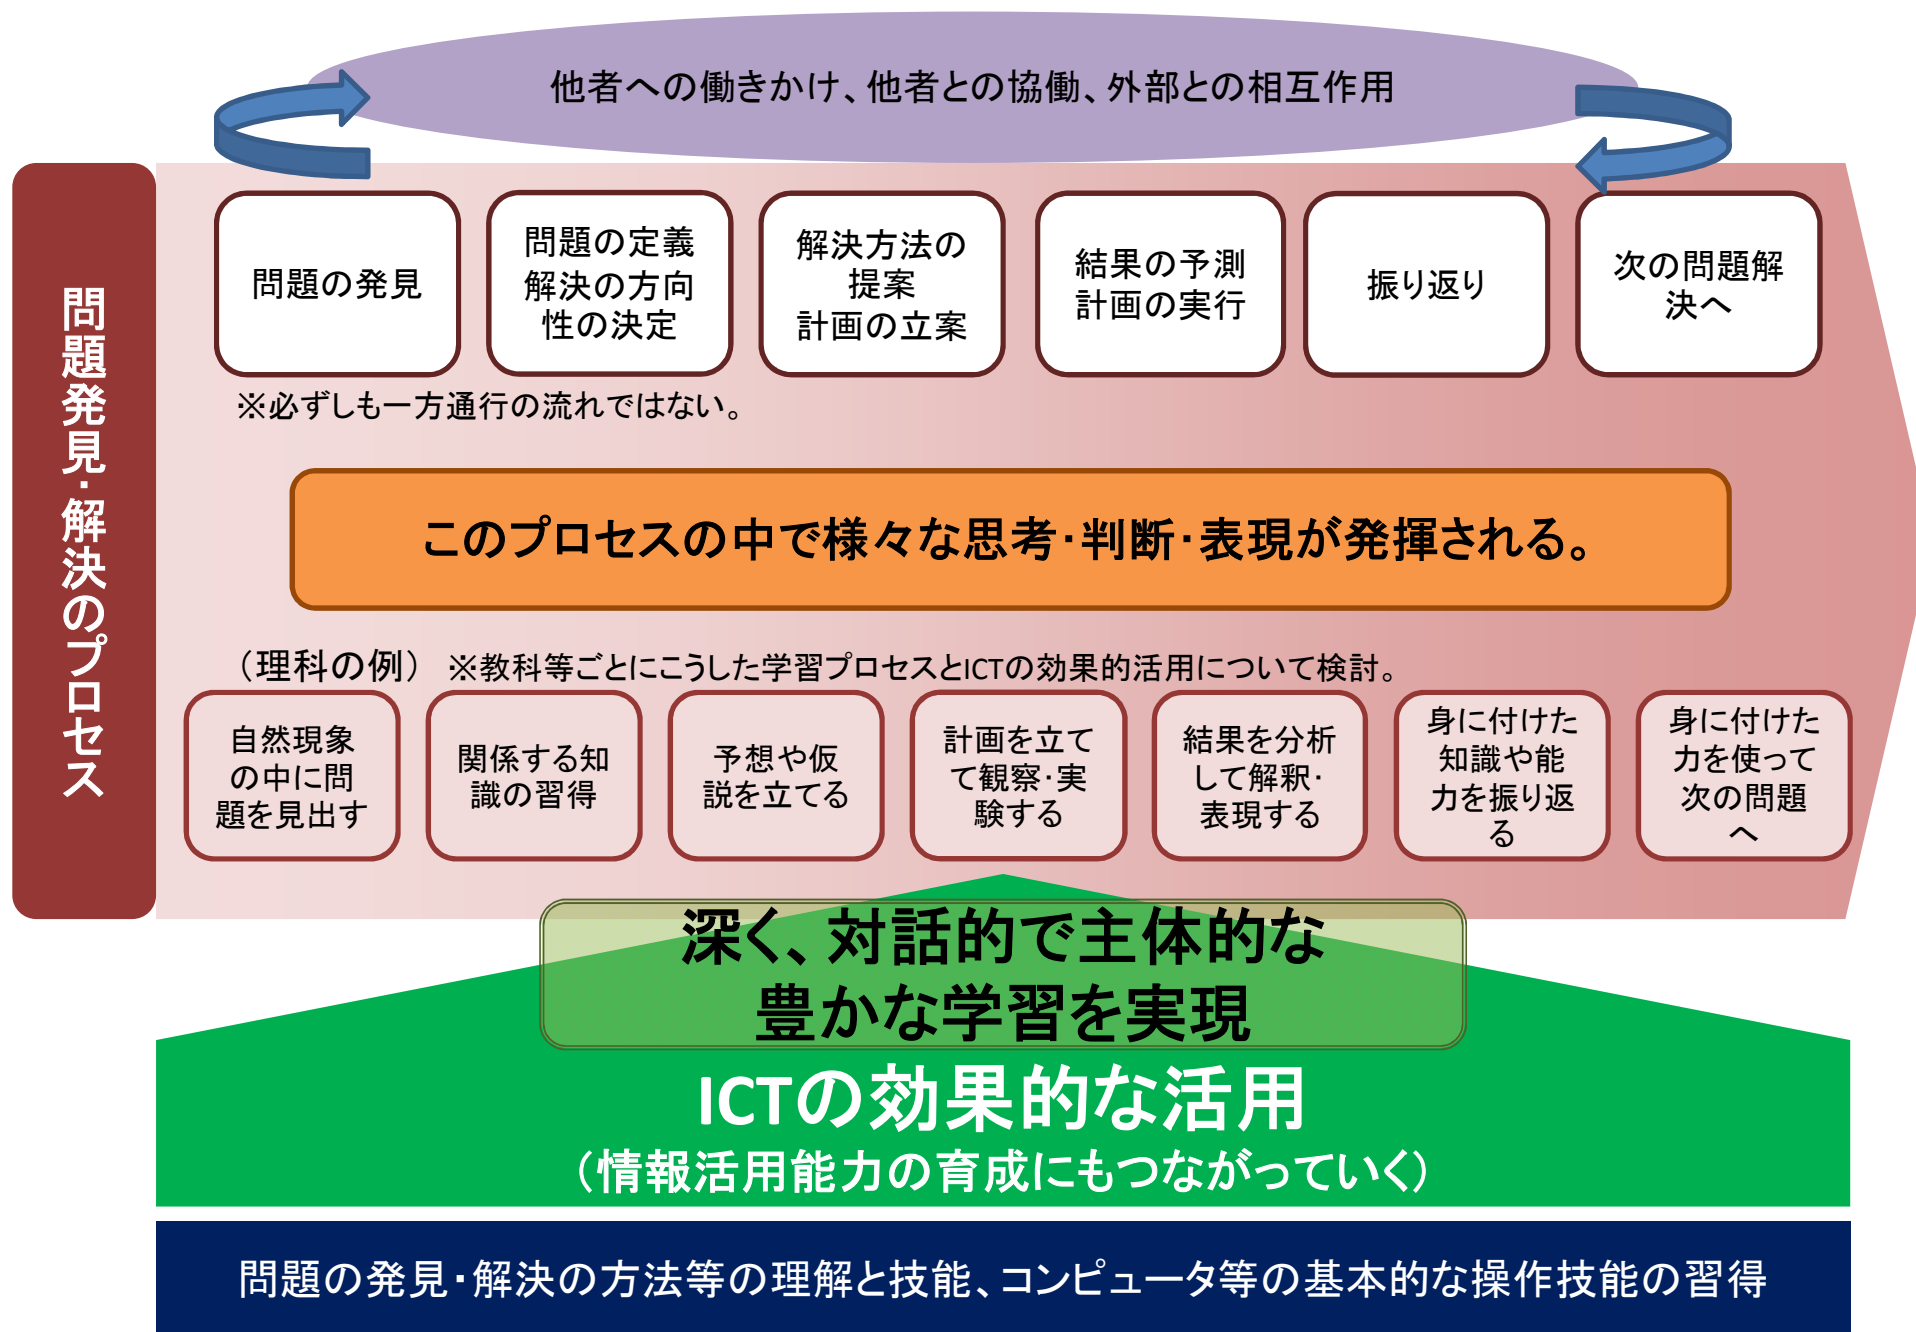 他者への働きかけ、他者との協働、外部との相互作用
問題発見・解決のプロセス
問題の発見
問題の定義
解決の方向
性の決定
解決方法の
提案
計画の立案
結果の予測
計画の実行
振り返り
次の問題解
決へ
※必ずしも一方通行の流れではない。
このプロセスの中で様々な思考・判断・表現が発揮される。
（理科の例） ※教科等ごとにこうした学習プロセスとICTの効果的活用について検討。
自然現象
の中に問
題を見出す
関係する知
識の習得
予想や仮
説を立てる
計画を立て
て観察・実
験する
結果を分析
して解釈・
表現する
身に付けた
知識や能
力を振り返
る
身に付けた
力を使って
次の問題
へ
深く、対話的で主体的な
豊かな学習を実現
ICTの効果的な活用
（情報活用能力の育成にもつながっていく）
問題の発見・解決の方法等の理解と技能、コンピュータ等の基本的な操作技能の習得